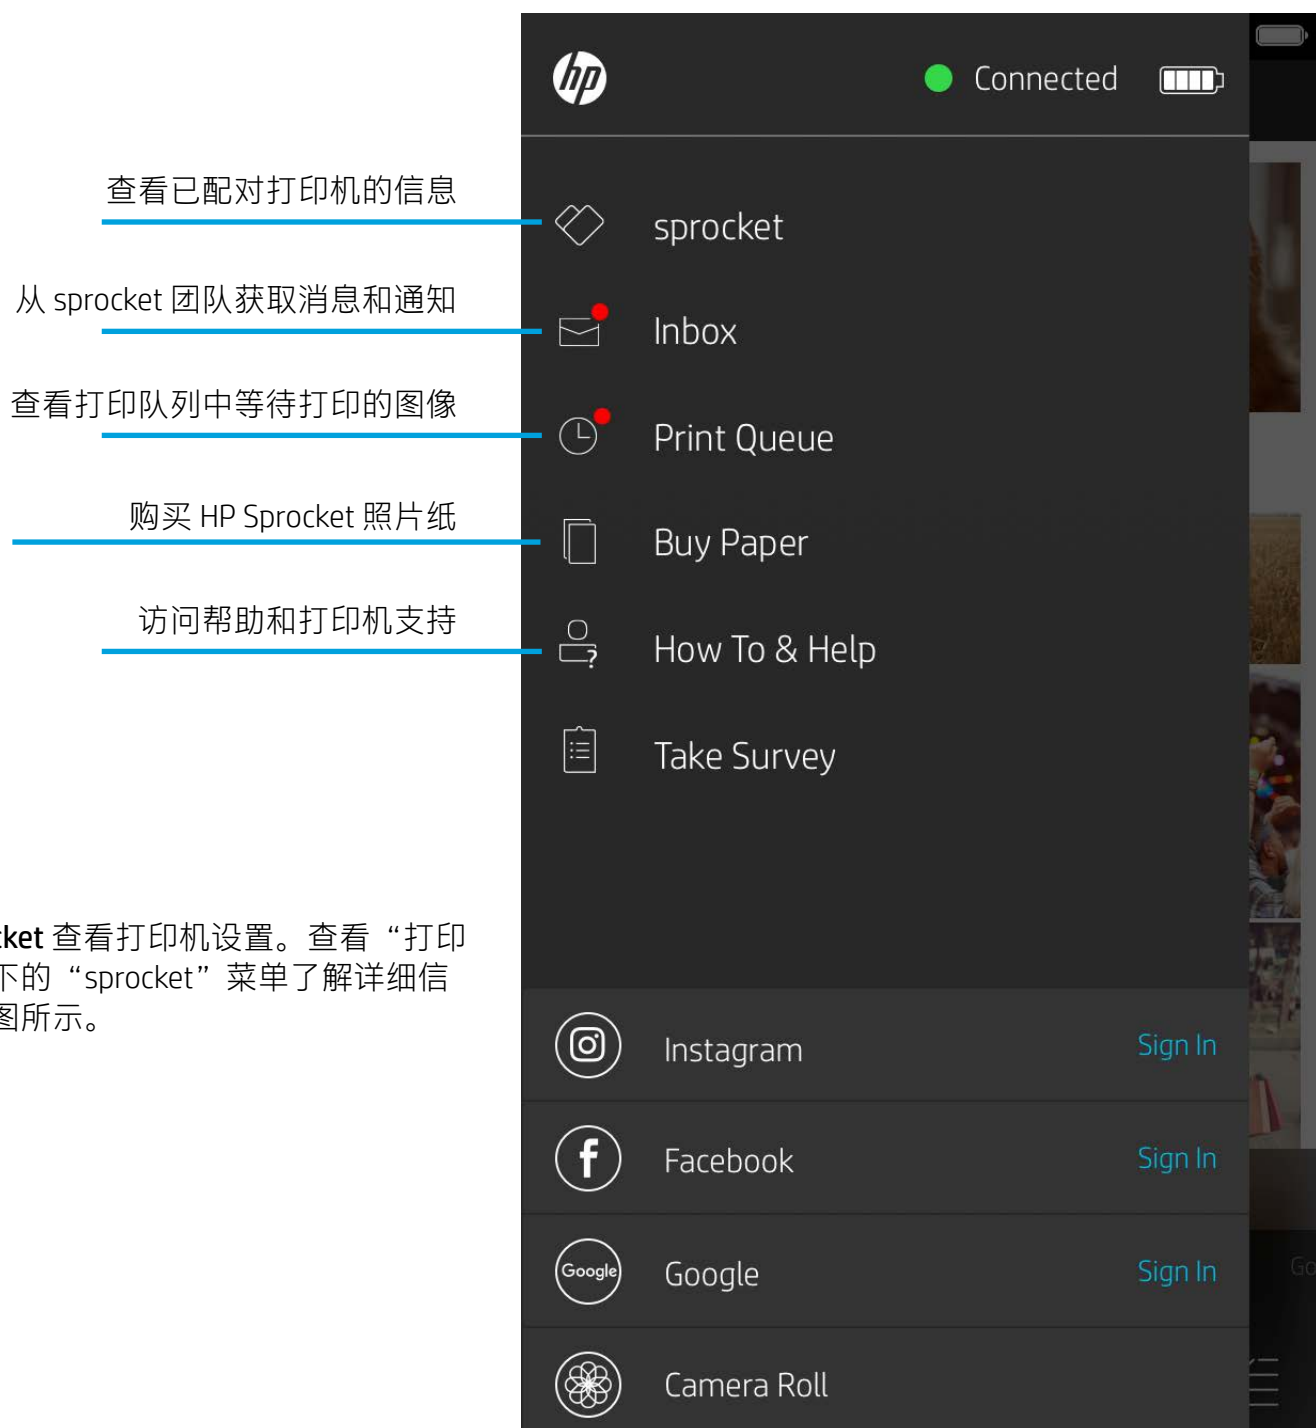 hp
Connected
查看已配对打印机的信息
sprocket
从 sprocket 团队获取消息和通知
Inbox
查看打印队列中等待打印的图像
Print Queue
购买 HP Sprocket 照片纸
Buy Paper
访问帮助和打印机支持
How To & Help
Take Survey
cket 查看打印机设置。查看“打印
下的“sprocket”菜单了解详细信
图所示。
Instagram
Sign In
Facebook
Sign In
Google
Google
Sign In
Go
Camera Roll